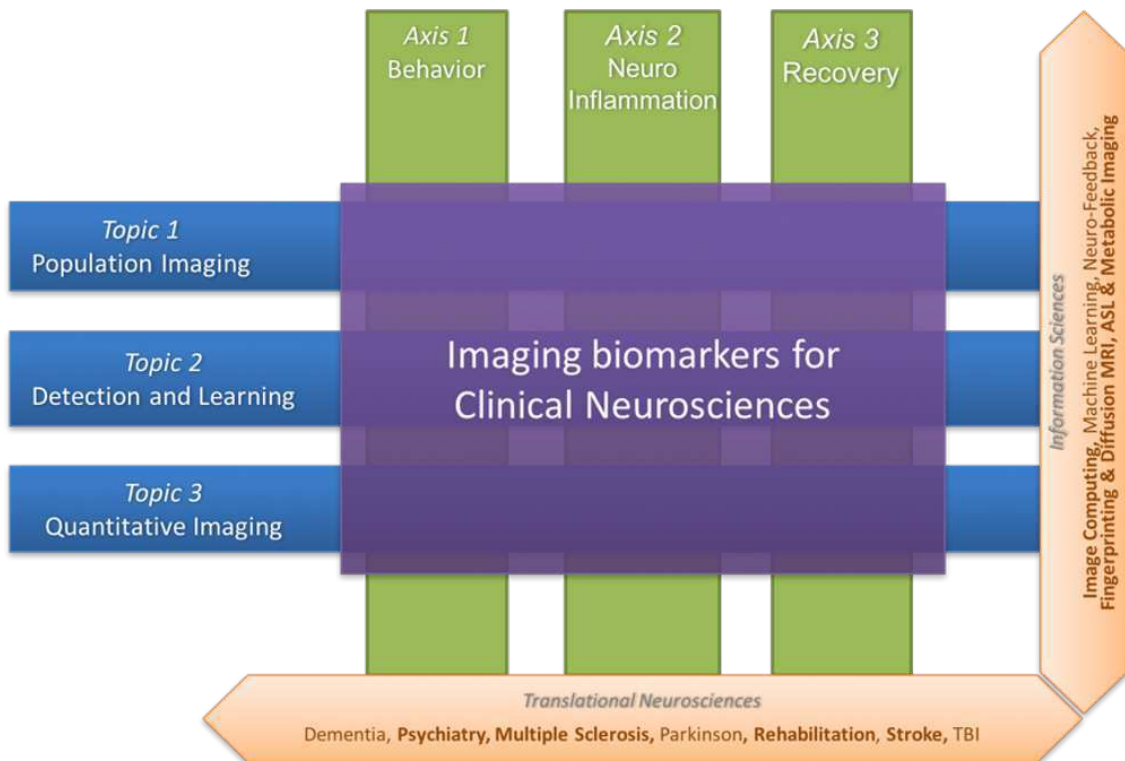 Axis 1
Behavior
Axis 2
Neuro
Inflammation
Axis 3
Recovery
Topic 1
Population Imaging
Topic 2
Detection and Learning
Topic 3
Quantitative Imaging
Imaging biomarkers for
Clinical Neurosciences
Information Sciences
Image Computing, Machine Learning, Neuro-Feedback,
Fingerprinting & Diffusion MRI, ASL & Metabolic Imaging
Translational Neurosciences
Dementia, Psychiatry, Multiple Sclerosis, Parkinson, Rehabilitation, Stroke, TBI